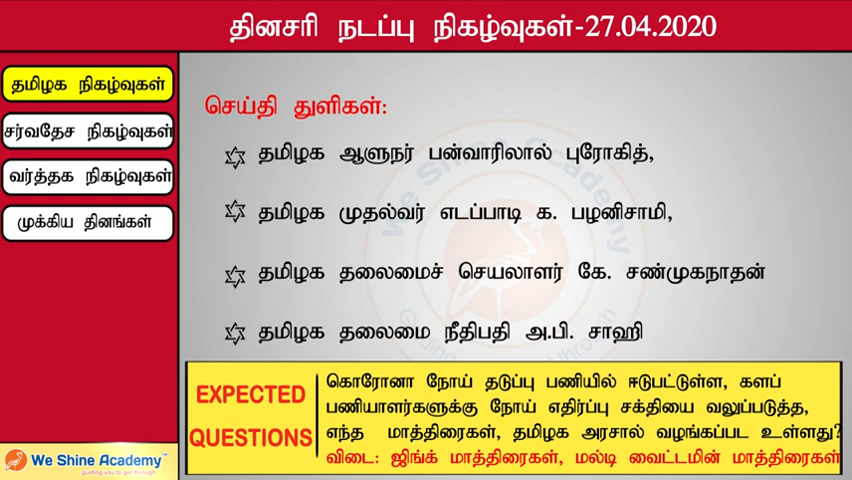 தினசரி நடப்பு நிகழ்வுகள்-27.04.2020
தமிழக நிகழ்வுகள்
சர்வதேச நிகழ்வுகள்
வர்த்தக நிகழ்வுகள்
முக்கிய தினங்கள்
செய்தி துளிகள்:
தமிழக ஆளுநர் பன்வாரிலால் புரோகித்,
தமிழக முதல்வர் எடப்பாடி க. பழனிசாமி,
தமிழக தலைமைச் செயலாளர் கே. சண்முகநாதன்
தமிழக தலைமை நீதிபதி அ.பி. சாஹி
EXPECTED
QUESTIONS
கொரோனா நோய் தடுப்பு பணியில் ஈடுபட்டுள்ள, களப்
பணியாளர்களுக்கு நோய் எதிர்ப்பு சக்தியை வலுப்படுத்த,
எந்த மாத்திரைகள், தமிழக அரசால் வழங்கப்பட உள்ளது?
விடை: ஜிங்க் மாத்திரைகள், மல்டி வைட்டமின் மாத்திரைகள்
We Shine Academy
TM
guiding you to get through
We Shine Academy